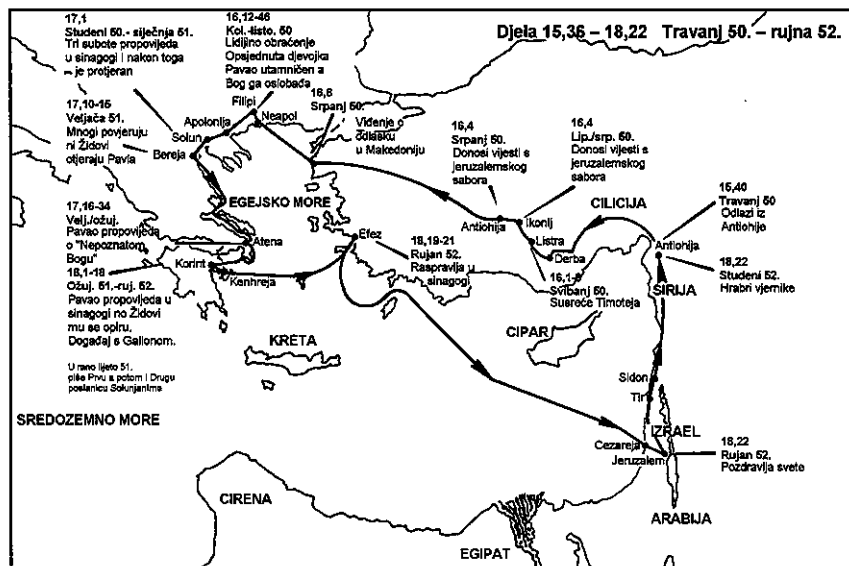 Djela 15,36 – 18,22 Travanj 50. – rujna 52.
17,1
Studeni 50.- siječnja 51.
Tri subote propovijeda
u sinagogi i nakon toga
je protjeran
16,12-46
Kol.-listo. 50
Lidijino obraćenje
Opsjednuta djevojka
Pavao utamničen a
Bog ga oslobađa
17,10-15
Veljača 51.
Mnogi povjeruju
ni Židovi
otjeraju Pavla
16,8
Srpanj 50.
Viđenje o
odlasku
u Makedoniju
16,4
Srpanj 50.
Donosi vijesti s
jeruzalemskog
sabora
16,4
Lip./srp. 50.
Donosi vijesti s
jeruzalemskog
sabora
15,40
Travanj 50
Odlazi iz
Antiohije
18,22
Studeni 52.
Hrabri vjernike
17,16-34
Velj./ožuj.
Pavao propovijeda
o "Nepoznatom
Bogu"
18,1-18
Ožuj. 51.-ruj. 52.
Pavao propovijeda u
sinagogi no Židovi
mu se opiru.
Događaj s Galionom.
U rano ljeto 51.
piše Prvu a potom i Drugu
poslanicu Solunjanima
18,19-21
Rujan 52.
Raspravlja u
sinagogi
Svibanj 50.
Susreće Timoteja
18,22
Rujan 52.
Pozdravlja svete
Filipi
Neapol
Apolonija
Solun
Bereja
EGEJSKO MORE
Atena
Korint
Kenhreja
Efez
Antiohija
Ikonij
Listra
Derba
CILICIJA
Antiohija
SIRIJA
CIPAR
KRETA
Sidon
Tir
IZRAEL
Cezareja
Jeruzalem
SREDOZEMNO MORE
CIRENA
EGIPAT
ARABIJA